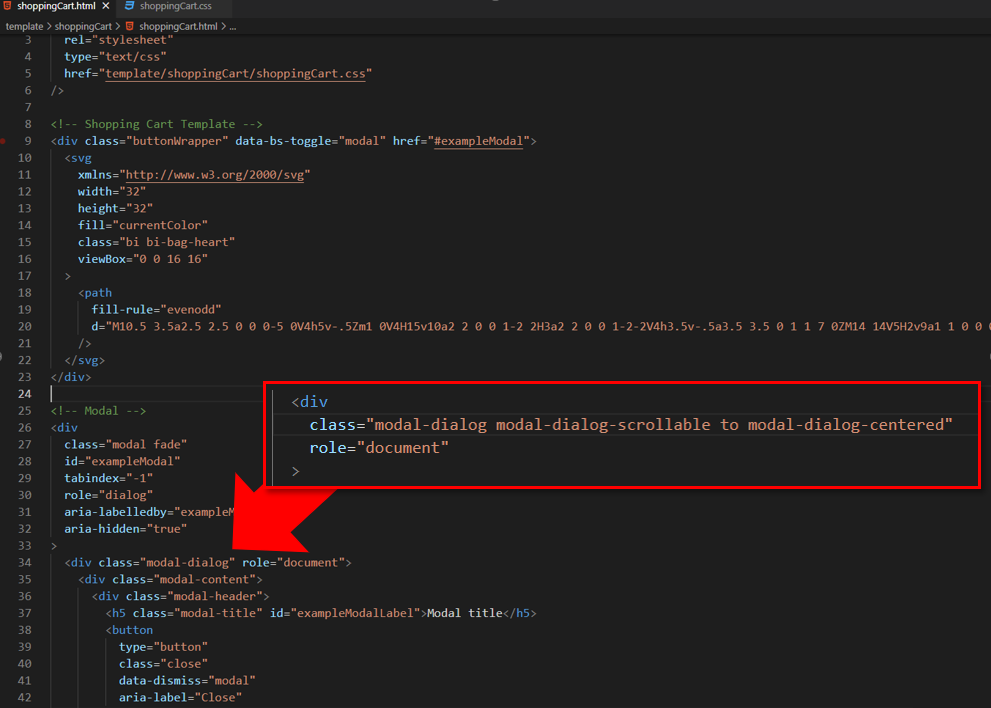 shoppingCart.html × shoppingCart.css
template > shoppingCart > shoppingCart.html > ...
3 rel="stylesheet"
4 type="text/css"
5 href="template/shoppingCart/shoppingCart.css"
6 />
7
8 <!-- Shopping Cart Template -->
9 <div class="buttonWrapper" data-bs-toggle="modal" href="#exampleModal">
10 <svg
11 xmlns="http://www.w3.org/2000/svg"
12 width="32"
13 height="32"
14 fill="currentColor"
15 class="bi bi-bag-heart"
16 viewBox="0 0 16 16"
17 >
18 <path
19 fill-rule="evenodd"
20 d="M10.5 3.5a2.5 2.5 0 0 0-5 0V4h5v-.5Zm1 0V4H15v10a2 2 0 0 1-2 2H3a2 2 0 0 1-2-2V4h3.5v-.5a3.5 3.5 0 1 1 7 0ZM14 14V5H2v9a1 1 0 0
21 />
22 </svg>
23 </div>
24
25 <!-- Modal -->
26 <div
27 class="modal fade"
28 id="exampleModal"
29 tabindex="-1"
30 role="dialog"
31 aria-labelledby="exampleM
32 aria-hidden="true"
33 >
34 <div class="modal-dialog" role="document">
35 <div class="modal-content">
36 <div class="modal-header">
37 <h5 class="modal-title" id="exampleModalLabel">Modal title</h5>
38 <button
39 type="button"
40 class="close"
41 data-dismiss="modal"
42 aria-label="Close"
<div
class="modal-dialog modal-dialog-scrollable to modal-dialog-centered"
role="document"
>